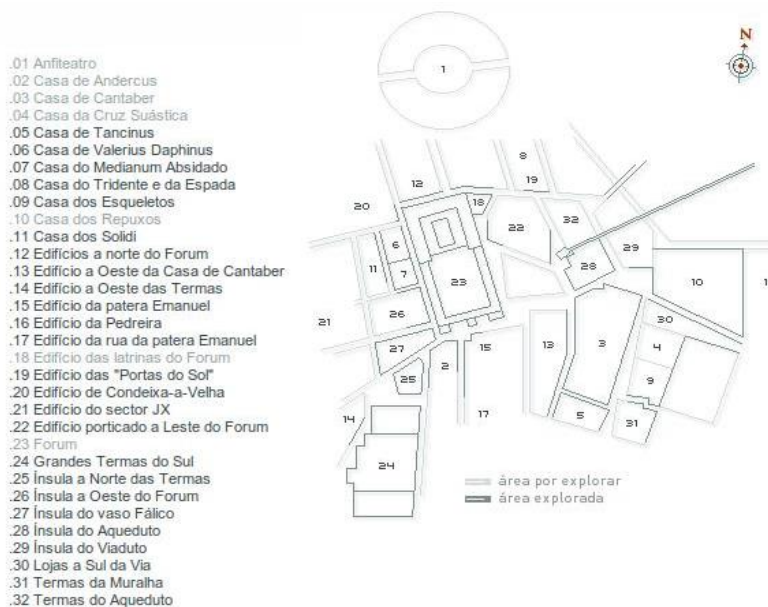 .01 Anfiteatro
.02 Casa de Andercus
.03 Casa de Cantaber
.04 Casa da Cruz Suástica
.05 Casa de Tancinus
.06 Casa de Valerius Daphinus
.07 Casa do Medianum Absidado
.08 Casa do Tridente e da Espada
.09 Casa dos Esqueletos
.10 Casa dos Repuxos
.11 Casa dos Solidi
.12 Edifícios a norte do Forum
.13 Edifício a Oeste da Casa de Cantaber
.14 Edifício a Oeste das Termas
.15 Edifício da patera Emanuel
.16 Edifício da Pedreira
.17 Edifício da rua da patera Emanuel
.18 Edifício das latrinas do Forum
.19 Edifício das "Portas do Sol"
.20 Edifício de Condeixa-a-Velha
.21 Edifício do sector JX
.22 Edifício porticado a Leste do Forum
.23 Forum
.24 Grandes Termas do Sul
.25 Ínsula a Norte das Termas
.26 Ínsula a Oeste do Forum
.27 Ínsula do vaso Fálico
.28 Ínsula do Aqueduto
.29 Ínsula do Viaduto
.30 Lojas a Sul da Via
.31 Termas da Muralha
.32 Termas do Aqueduto
N
1
8
12
19
20
18
32
22
6
29
11
7
28
23
10
21
26
30
27
2
15
13
3
4
25
9
14
17
5
31
24
área por explorar
área explorada